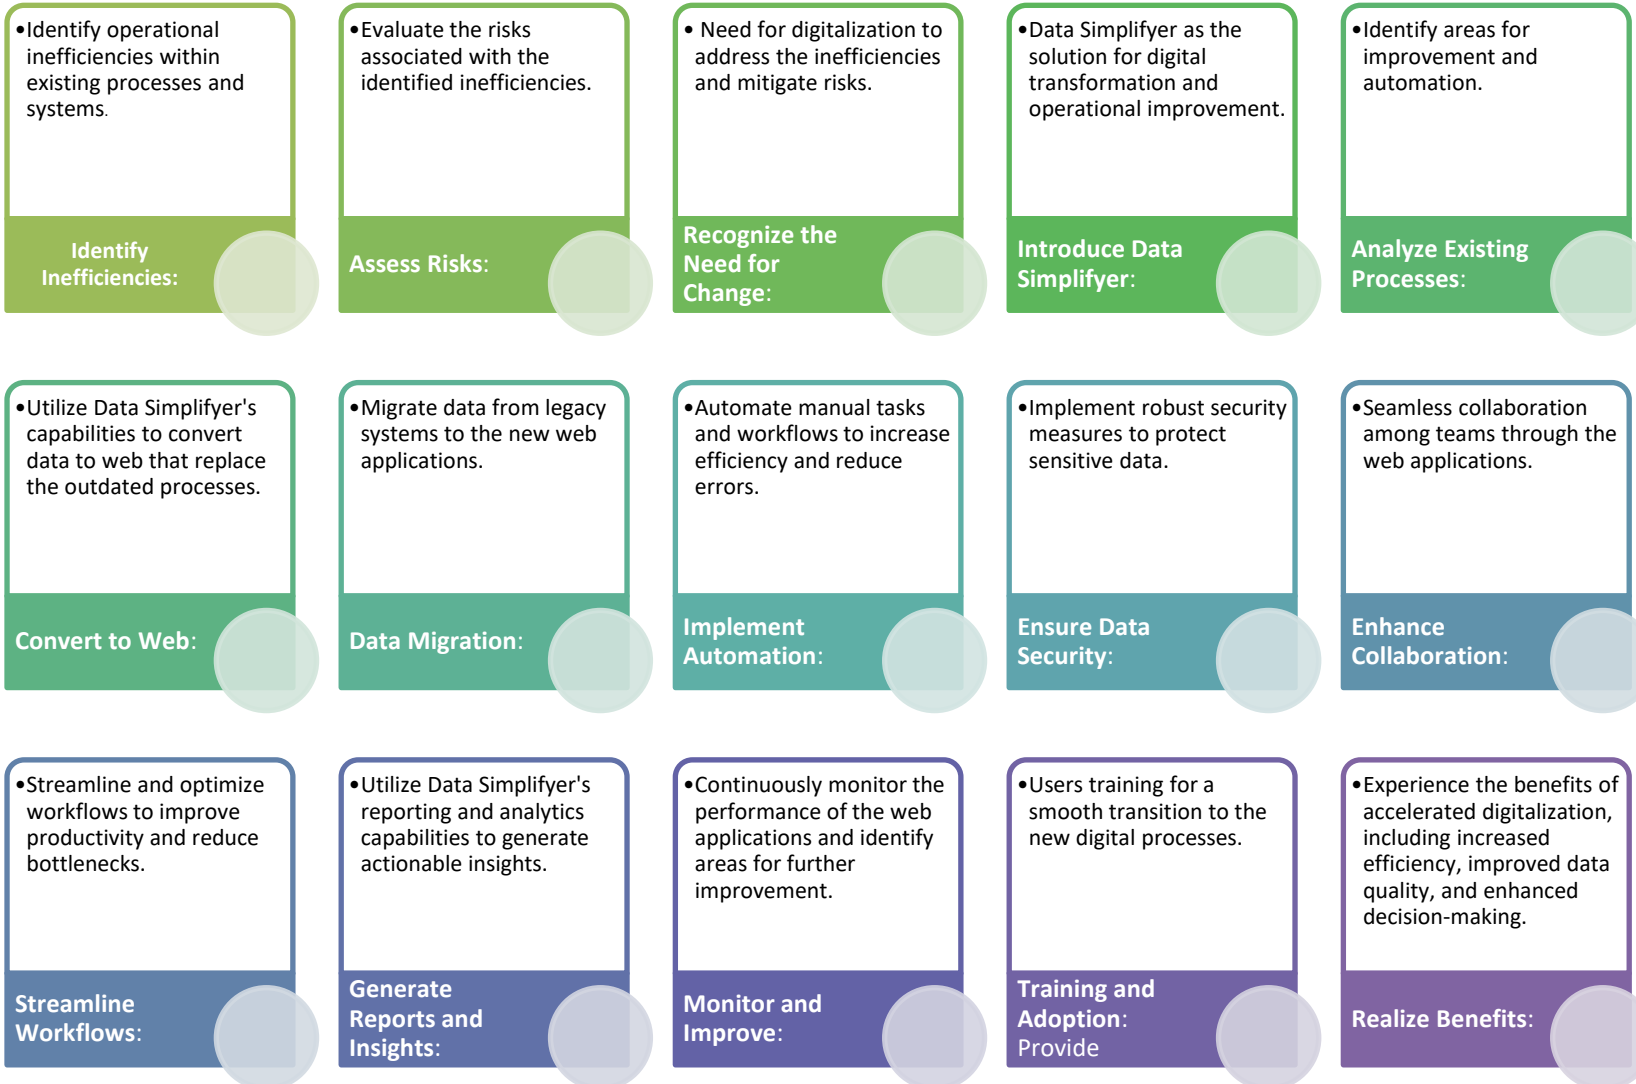 •Identify operational
inefficiencies within
existing processes and
systems.
Identify
Inefficiencies:
•Evaluate the risks
associated with the
identified inefficiencies.
Assess Risks:
• Need for digitalization to
address the inefficiencies
and mitigate risks.
Recognize the
Need for
Change:
•Data Simplifyer as the
solution for digital
transformation and
operational improvement.
Introduce Data
Simplifyer:
•Identify areas for
improvement and
automation.
Analyze Existing
Processes:
•Utilize Data Simplifyer's
capabilities to convert
data to web that replace
the outdated processes.
Convert to Web:
•Migrate data from legacy
systems to the new web
applications.
Data Migration:
•Automate manual tasks
and workflows to increase
efficiency and reduce
errors.
Implement
Automation:
•Implement robust security
measures to protect
sensitive data.
Ensure Data
Security:
•Seamless collaboration
among teams through the
web applications.
Enhance
Collaboration:
•Streamline and optimize
workflows to improve
productivity and reduce
bottlenecks.
Streamline
Workflows:
•Utilize Data Simplifyer's
reporting and analytics
capabilities to generate
actionable insights.
Generate
Reports and
Insights:
•Continuously monitor the
performance of the web
applications and identify
areas for further
improvement.
Monitor and
Improve:
•Users training for a
smooth transition to the
new digital processes.
Training and
Adoption:
Provide
•Experience the benefits of
accelerated digitalization,
including increased
efficiency, improved data
quality, and enhanced
decision-making.
Realize Benefits: